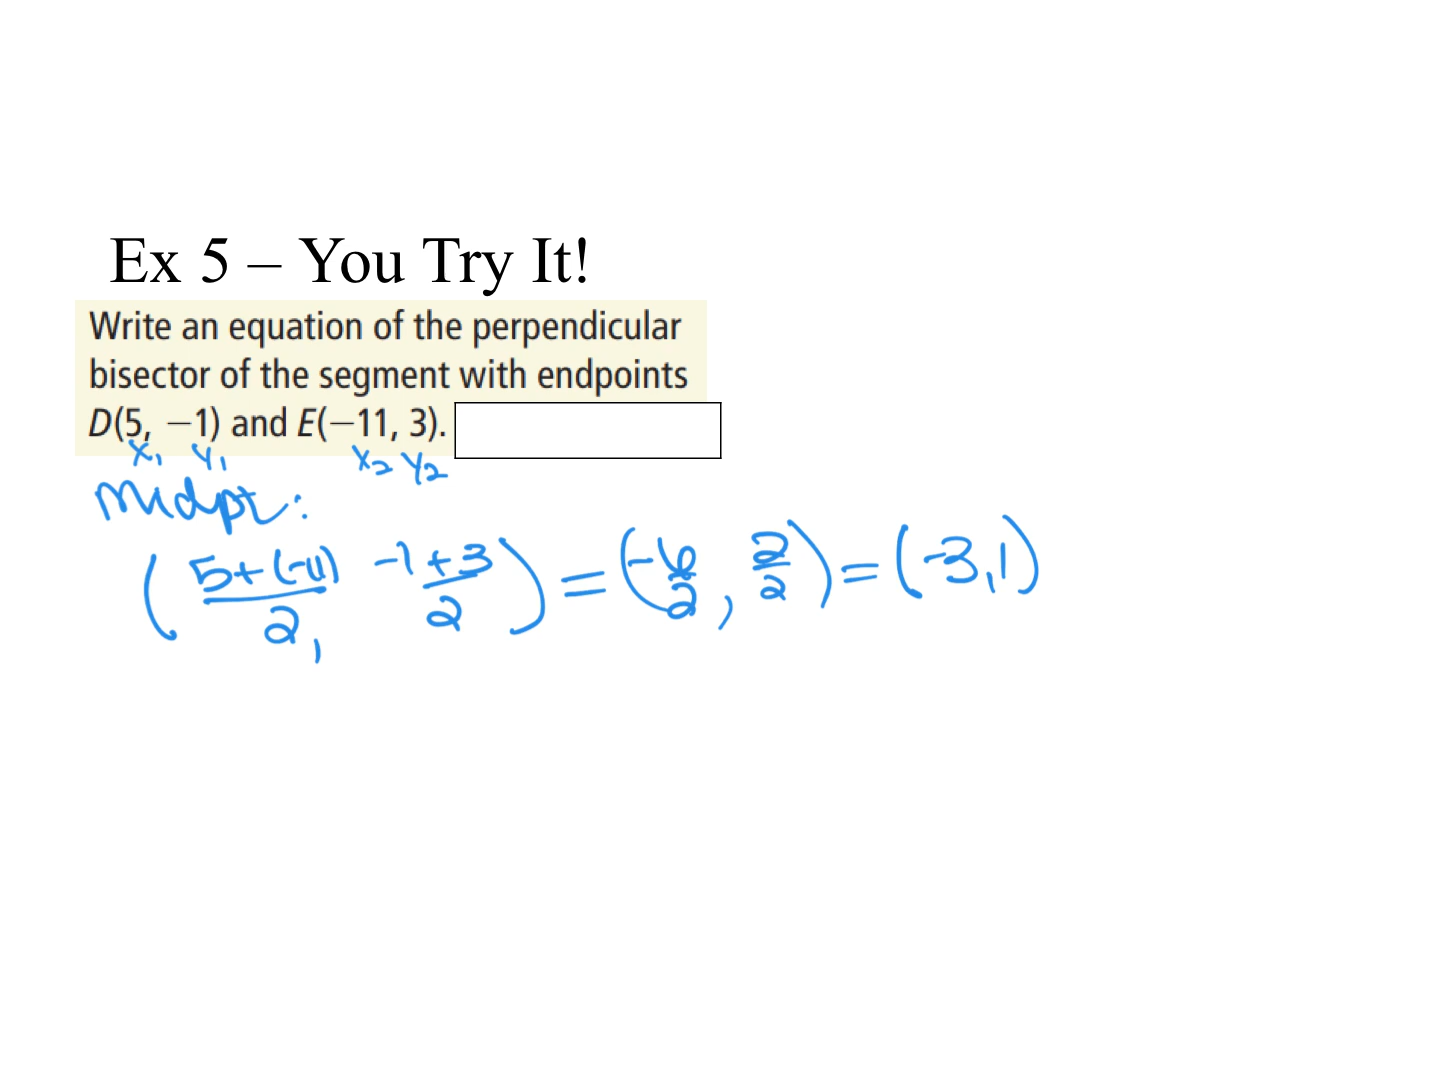 Ex 5 – You Try It!
Write an equation of the perpendicular
bisector of the segment with endpoints
D(5, −1) and E(−11, 3).
x₁ y₁ x₂ y₂
Midpt:
(5+(-11)/2, -1+3/2) = (-6/2, 2/2) = (-3,1)